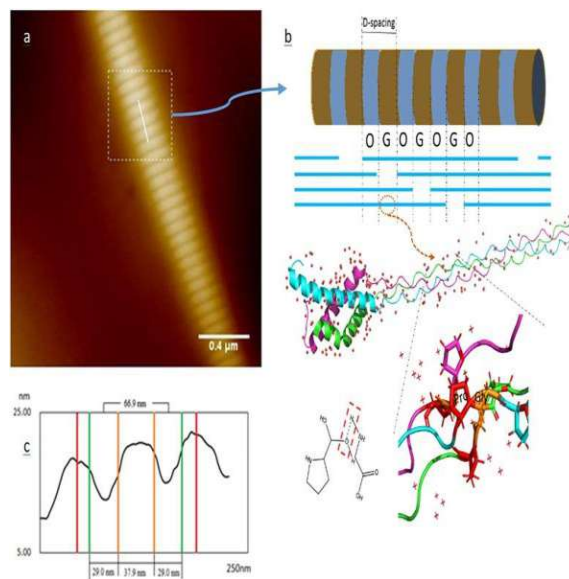 a
0.4 µm
b
D-spacing
O G O G O G O
Pro Gly
nm
25.00
c
5.00
66.9 nm
29.0 nm 37.9 nm 29.0 nm
250nm